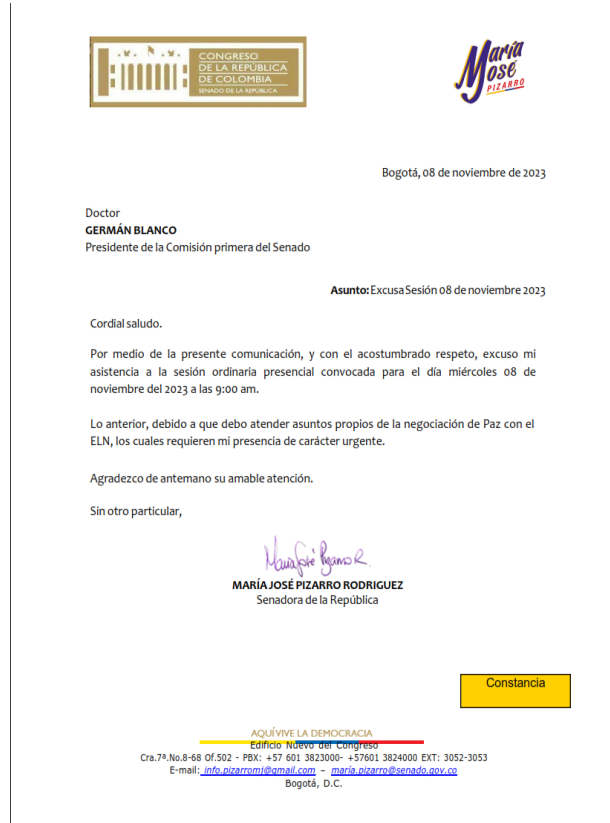 CONGRESO
DE LA REPÚBLICA
DE COLOMBIA
SENADO DE LA REPÚBLICA
María
José
PIZARRO
Bogotá, 08 de noviembre de 2023
Doctor
GERMÁN BLANCO
Presidente de la Comisión primera del Senado
Asunto: Excusa Sesión 08 de noviembre 2023
Cordial saludo.
Por medio de la presente comunicación, y con el acostumbrado respeto, excuso mi
asistencia a la sesión ordinaria presencial convocada para el día miércoles 08 de
noviembre del 2023 a las 9:00 am.
Lo anterior, debido a que debo atender asuntos propios de la negociación de Paz con el
ELN, los cuales requieren mi presencia de carácter urgente.
Agradezco de antemano su amable atención.
Sin otro particular,
María José Pizarro R.
MARÍA JOSÉ PIZARRO RODRIGUEZ
Senadora de la República
Constancia
AQUÍ VIVE LA DEMOCRACIA
Edificio Nuevo del Congreso
Cra.7ª.No.8-68 Of.502 - PBX: +57 601 3823000- +57601 3824000 EXT: 3052-3053
E-mail: info.pizarromj@gmail.com – maria.pizarro@senado.gov.co
Bogotá, D.C.